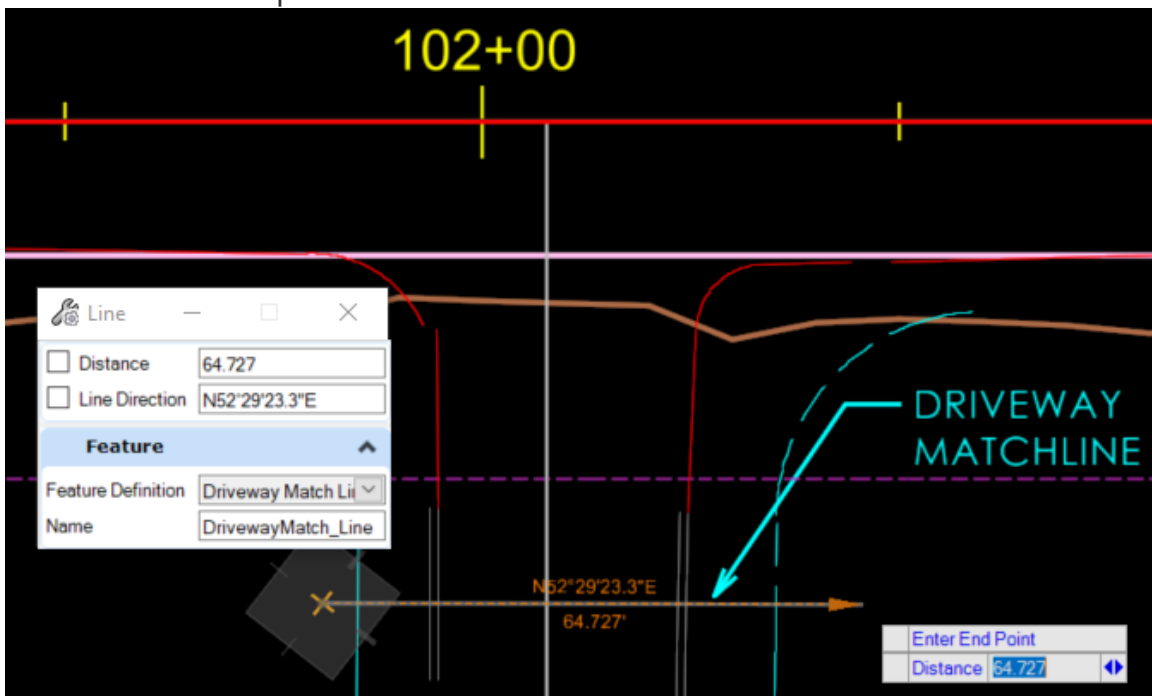 102+00
Line
Distance 64.727
Line Direction N52°29'23.3"E
Feature
Feature Definition Driveway Match Li
Name DrivewayMatch_Line
DRIVEWAY
MATCHLINE
N52°29'23.3"E
64.727'
Enter End Point
Distance 64.727